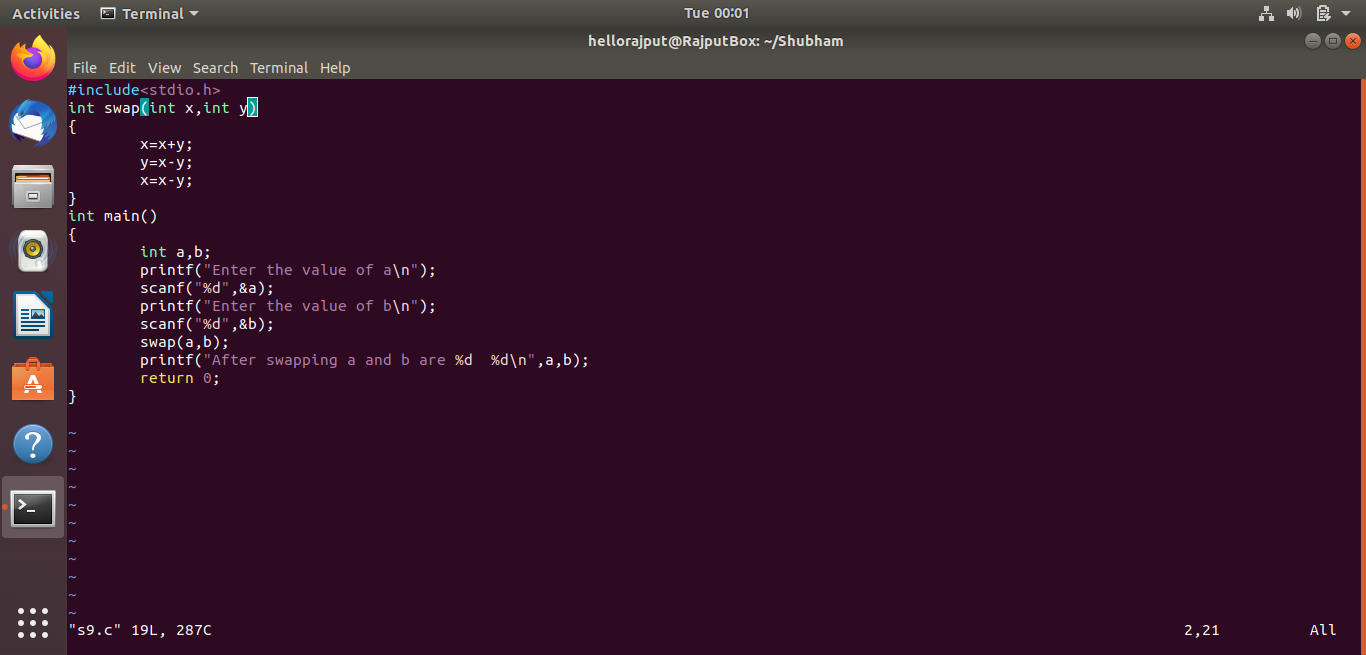 Activities Terminal Tue 00:01
hellorajput@RajputBox: ~/Shubham
File Edit View Search Terminal Help
#include<stdio.h>
int swap(int x,int y)
{
        x=x+y;
        y=x-y;
        x=x-y;
}
int main()
{
        int a,b;
        printf("Enter the value of a\n");
        scanf("%d",&a);
        printf("Enter the value of b\n");
        scanf("%d",&b);
        swap(a,b);
        printf("After swapping a and b are %d  %d\n",a,b);
        return 0;
}
~
~
~
~
~
~
~
~
~
~
~
"s9.c" 19L, 287C 2,21 All